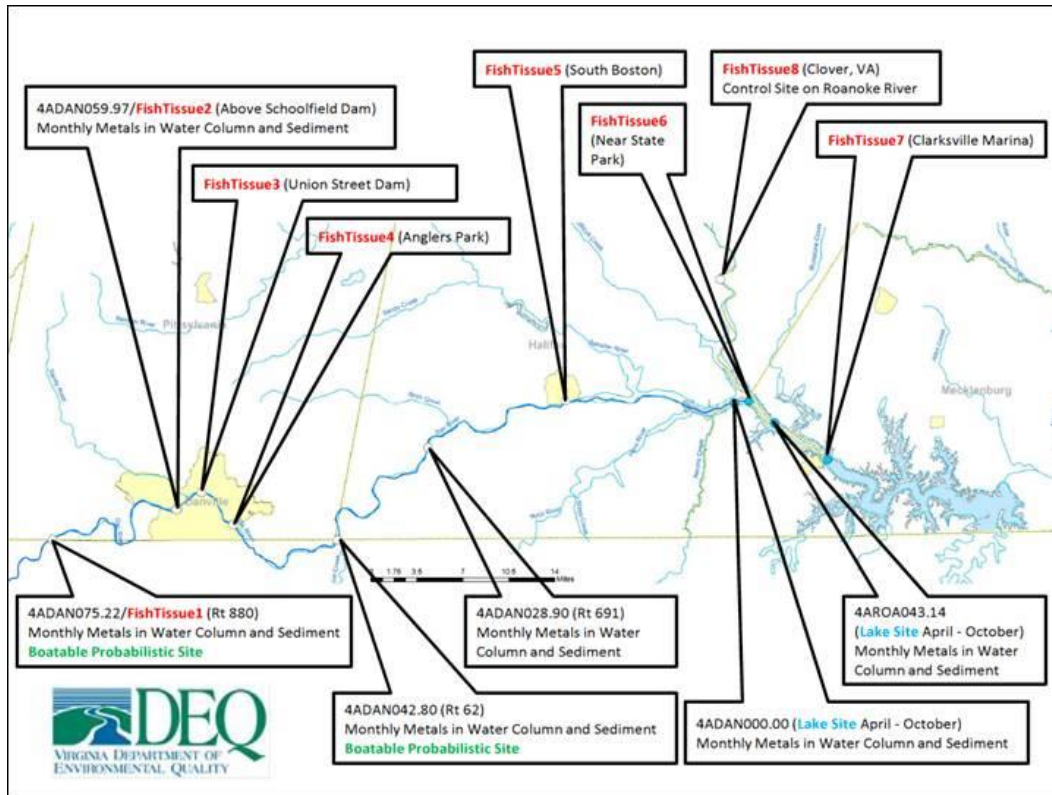 FishTissue5 (South Boston)
FishTissue8 (Clover, VA)
Control Site on Roanoke River
4ADAN059.97/FishTissue2 (Above Schoolfield Dam)
Monthly Metals in Water Column and Sediment
FishTissue6
(Near State
Park)
FishTissue7 (Clarksville Marina)
FishTissue3 (Union Street Dam)
FishTissue4 (Anglers Park)
Mecklenburg
Miles
4ADAN075.22/FishTissue1 (Rt 880)
Monthly Metals in Water Column and Sediment
Boatable Probabilistic Site
4ADAN028.90 (Rt 691)
Monthly Metals in Water
Column and Sediment
4AROA043.14
(Lake Site April - October)
Monthly Metals in Water
Column and Sediment
4ADAN042.80 (Rt 62)
Monthly Metals in Water Column and Sediment
Boatable Probabilistic Site
4ADAN000.00 (Lake Site April - October)
Monthly Metals in Water Column and Sediment
DEQ
VIRGINIA DEPARTMENT OF
ENVIRONMENTAL QUALITY